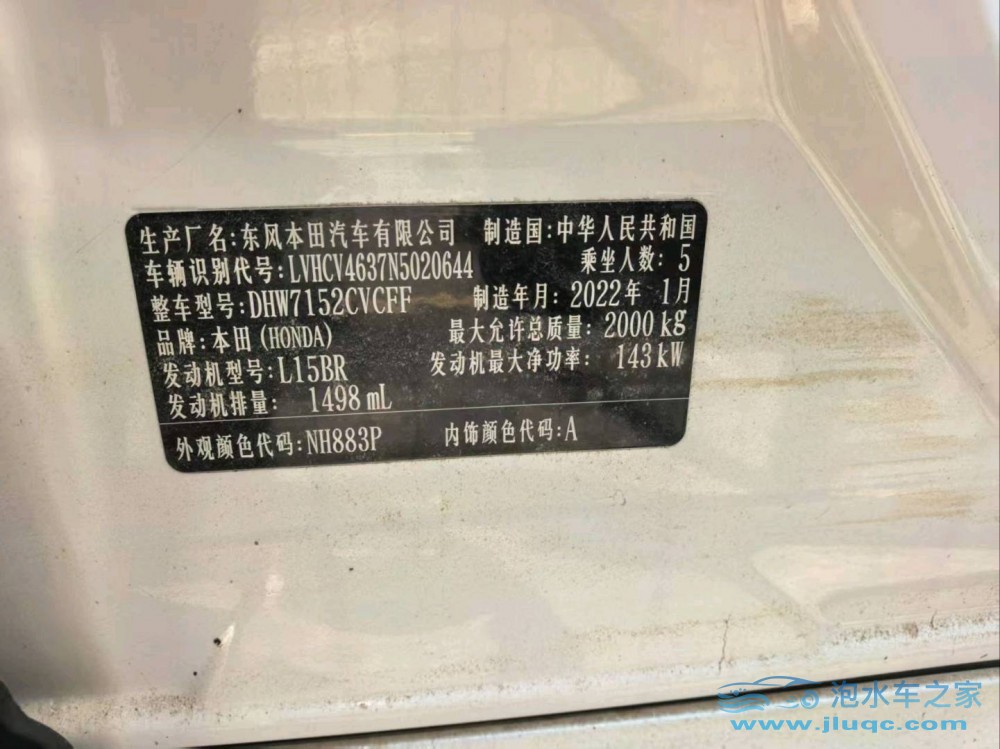 生产厂名:东风本田汽车有限公司 制造国:中华人民共和国
车辆识别代号:LVHCV4637N5020644 乘坐人数: 5
整车型号:DHW7152CVCFF 制造年月: 2022年 1月
品牌:本田(HONDA) 最大允许总质量: 2000 kg
发动机型号:L15BR 发动机最大净功率: 143 kW
发动机排量: 1498 mL
外观颜色代码:NH883P 内饰颜色代码:A
泡水车之家
www.jluqc.com